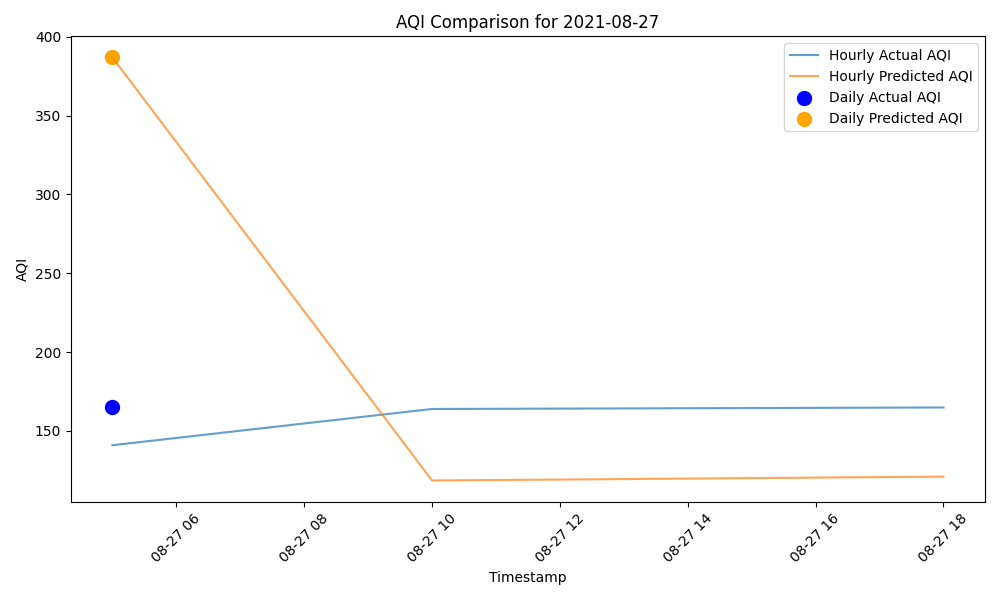 AQI Comparison for 2021-08-27
400
350
300
250
200
150
AQI
Hourly Actual AQI
Hourly Predicted AQI
Daily Actual AQI
Daily Predicted AQI
08-27 06
08-27 08
08-27 10
08-27 12
08-27 14
08-27 16
08-27 18
Timestamp